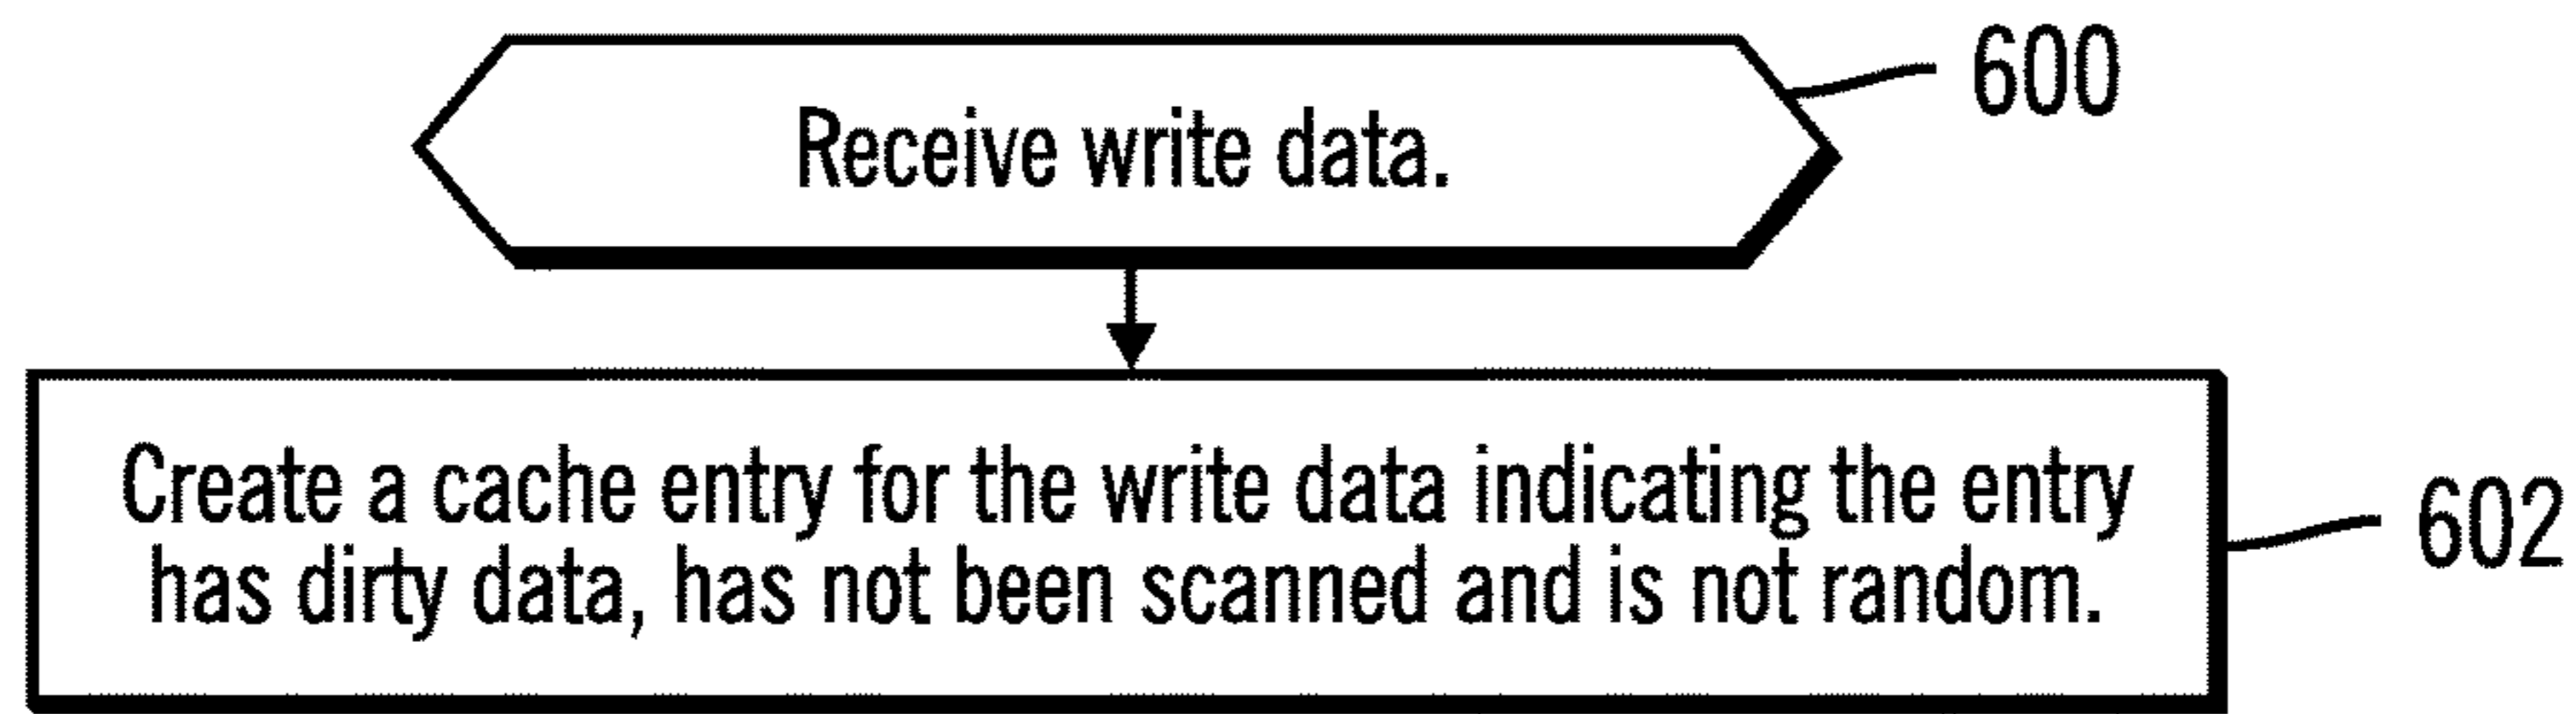 600
Receive write data.
Create a cache entry for the write data indicating the entry
has dirty data, has not been scanned and is not random.
602